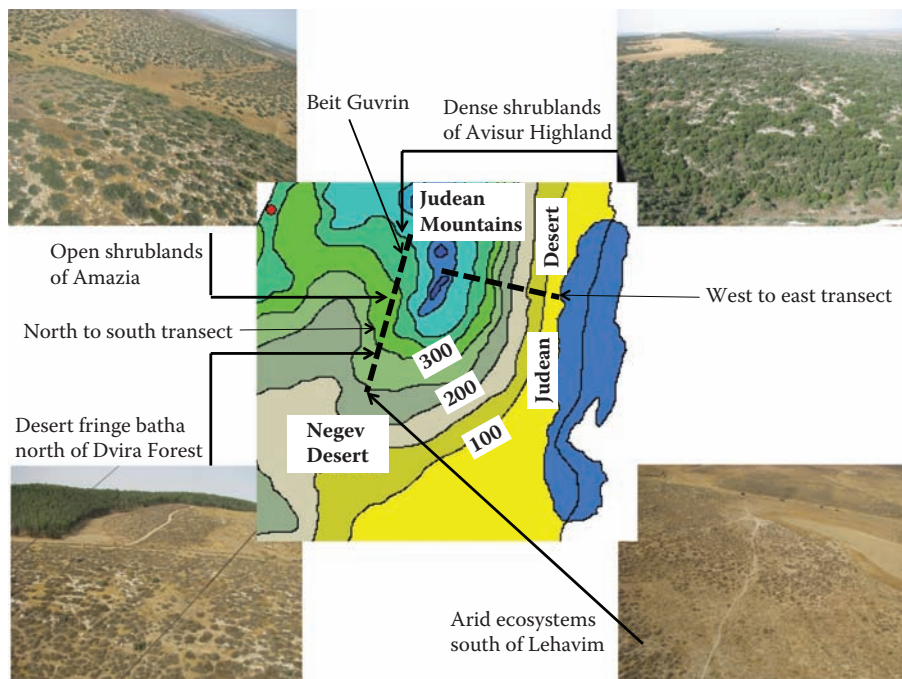 Beit Guvrin
Dense shrublands
of Avisur Highland
Judean
Mountains
Desert
Open shrublands
of Amazia
West to east transect
North to south transect
300
Judean
200
Desert fringe batha
north of Dvira Forest
Negev
Desert
100
Arid ecosystems
south of Lehavim